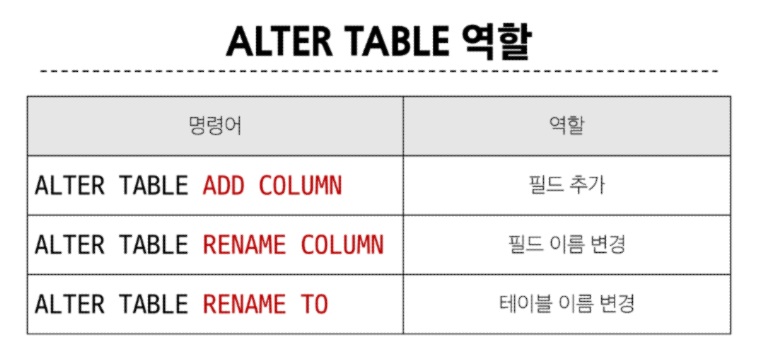 ALTER TABLE 역할
명령어 역할
ALTER TABLE ADD COLUMN 필드 추가
ALTER TABLE RENAME COLUMN 필드 이름 변경
ALTER TABLE RENAME TO 테이블 이름 변경